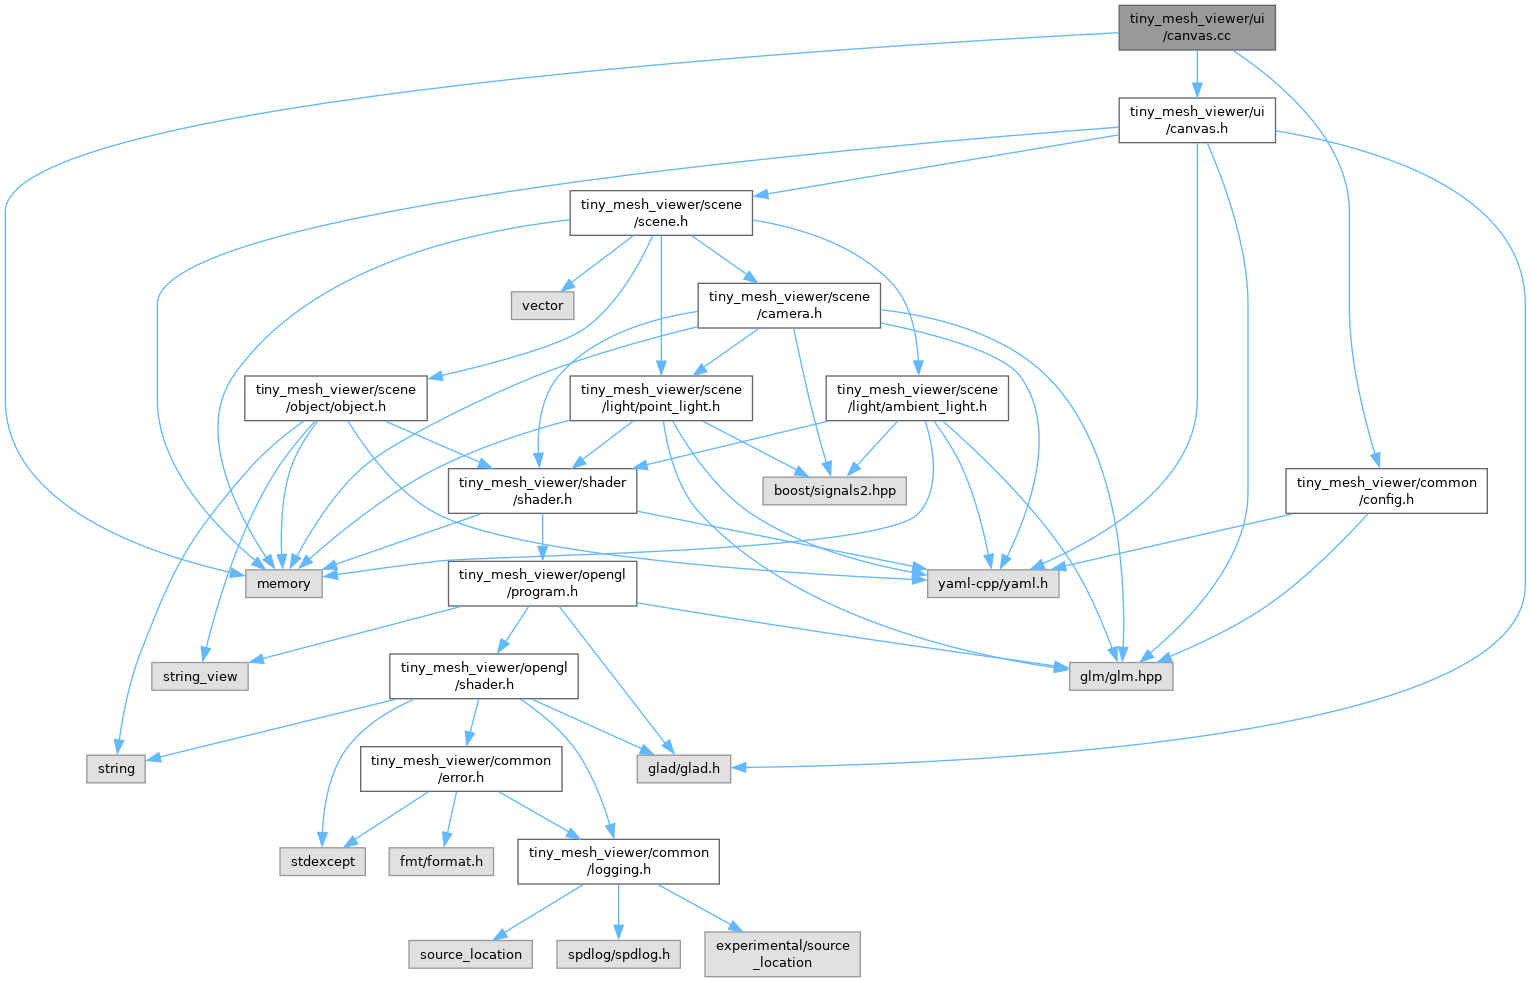 tiny_mesh_viewer/ui
/canvas.cc
tiny_mesh_viewer/ui
/canvas.h
tiny_mesh_viewer/scene
/scene.h
vector
tiny_mesh_viewer/scene
/camera.h
tiny_mesh_viewer/scene
/object/object.h
tiny_mesh_viewer/scene
/light/point_light.h
tiny_mesh_viewer/scene
/light/ambient_light.h
tiny_mesh_viewer/shader
/shader.h
boost/signals2.hpp
tiny_mesh_viewer/common
/config.h
memory
tiny_mesh_viewer/opengl
/program.h
yaml-cpp/yaml.h
string_view
tiny_mesh_viewer/opengl
/shader.h
glm/glm.hpp
string
tiny_mesh_viewer/common
/error.h
glad/glad.h
stdexcept
fmt/format.h
tiny_mesh_viewer/common
/logging.h
source_location
spdlog/spdlog.h
experimental/source
_location